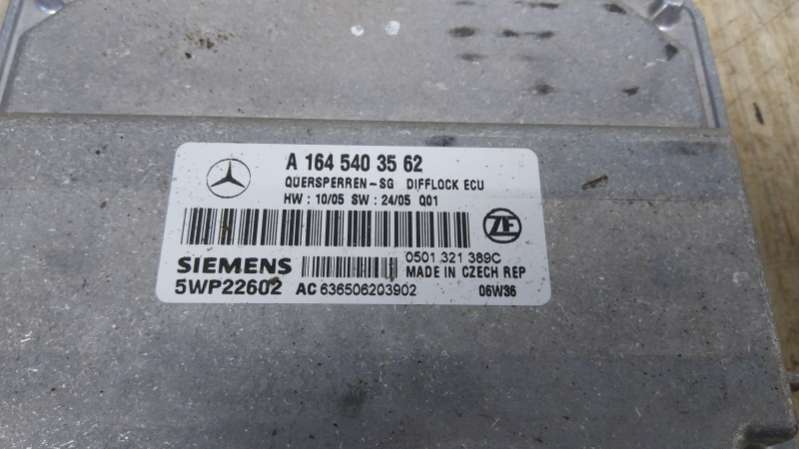 A 164 540 35 62
QUERSPERREN-SG DIFFLOCK ECU
HW : 10/05 SW : 24/05 Q01
ZF
0501 321 389C
SIEMENS
MADE IN CZECH REP
5WP22602 AC 636506203902 06W36